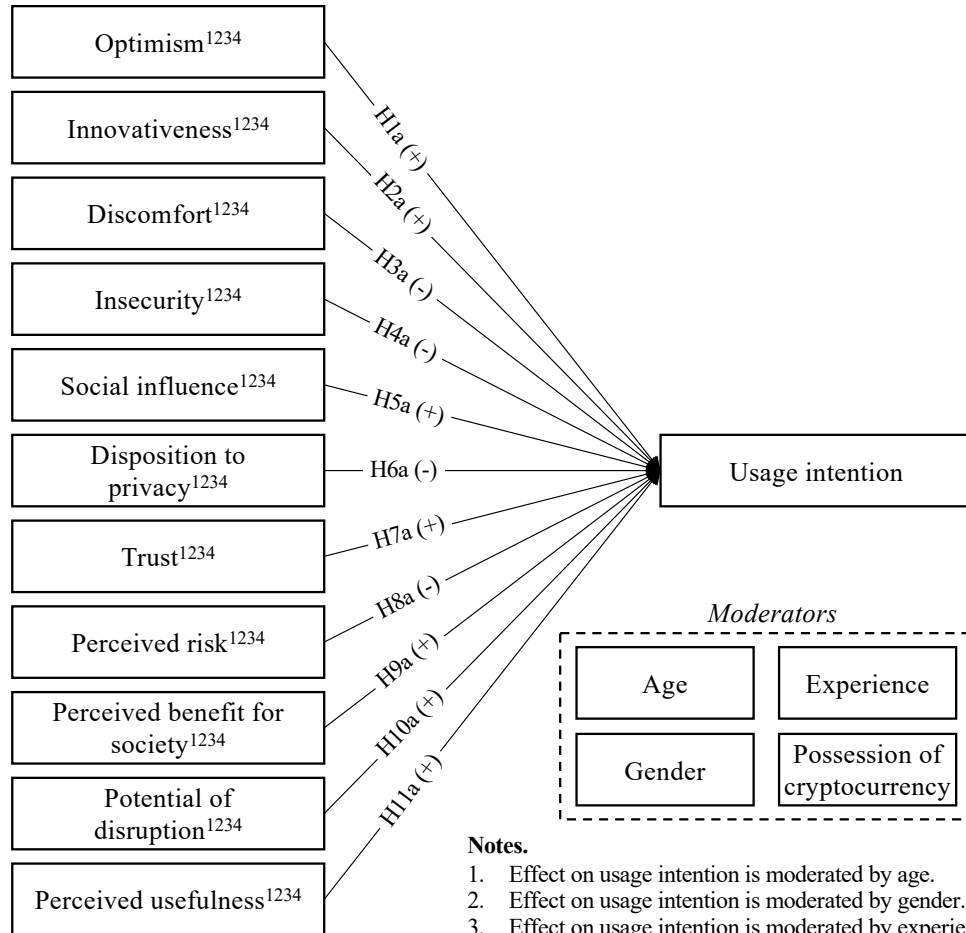 Optimism1234
Innovativeness1234
Discomfort1234
Insecurity1234
Social influence1234
Disposition to
privacy1234
Trust1234
Perceived risk1234
Perceived benefit for
society1234
Potential of
disruption1234
Perceived usefulness1234
H1a (+)
H2a (+)
H3a (-)
H4a (-)
H5a (+)
H6a (-)
H7a (+)
H8a (-)
H9a (+)
H10a (+)
H11a (+)
Usage intention
Moderators
Age
Experience
Gender
Possession of
cryptocurrency
Notes.
1. Effect on usage intention is moderated by age.
2. Effect on usage intention is moderated by gender.
3. Effect on usage intention is moderated by